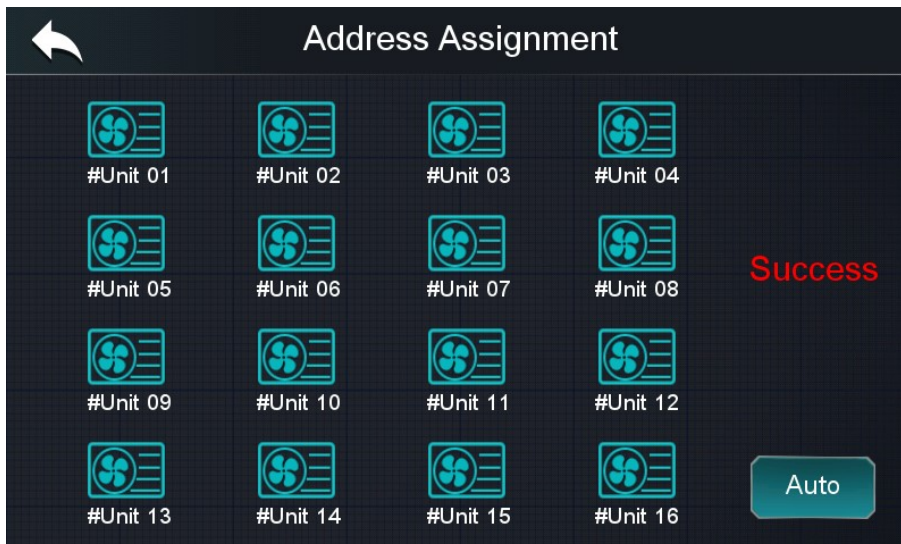 Address Assignment
#Unit 01 #Unit 02 #Unit 03 #Unit 04
#Unit 05 #Unit 06 #Unit 07 #Unit 08
Success
#Unit 09 #Unit 10 #Unit 11 #Unit 12
#Unit 13 #Unit 14 #Unit 15 #Unit 16
Auto